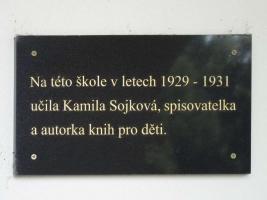 Na této škole v letech 1929 - 1931
učila Kamila Sojková, spisovatelka
a autorka knih pro děti.